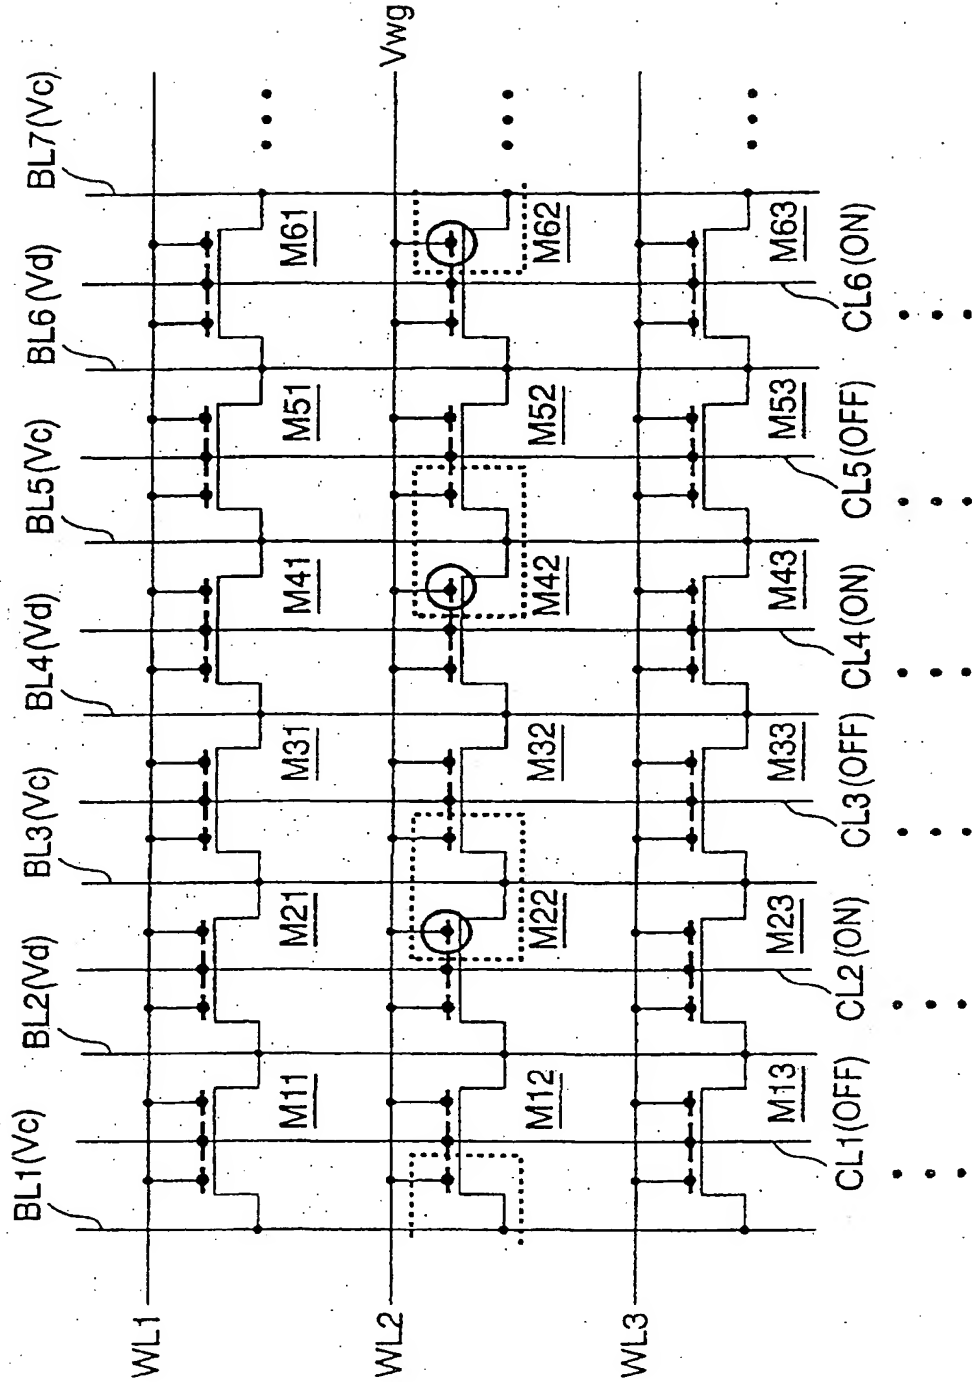 BL1(Vc)
BL2(Vd)
BL3(Vc)
BL4(Vd)
BL5(Vc)
BL6(Vd)
BL7(Vc)
WL1
M11
M21
M31
M41
M51
M61
WL2
Vwg
M12
M22
M32
M42
M52
M62
WL3
M13
M23
M33
M43
M53
M63
CL1(OFF)
CL2(ON)
CL3(OFF)
CL4(ON)
CL5(OFF)
CL6(ON)